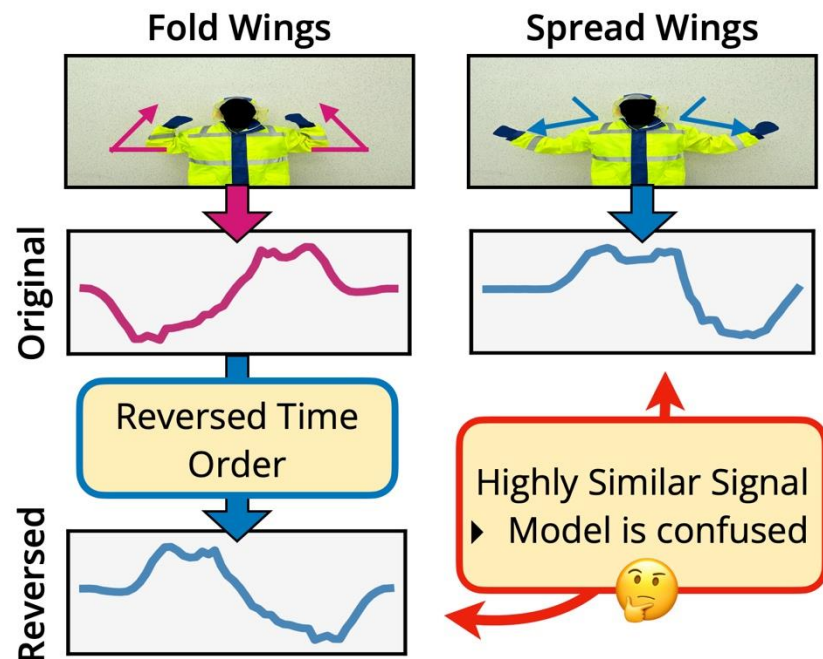 Fold Wings
Spread Wings
Original
Reversed Time
Order
Highly Similar Signal
Model is confused
Reversed